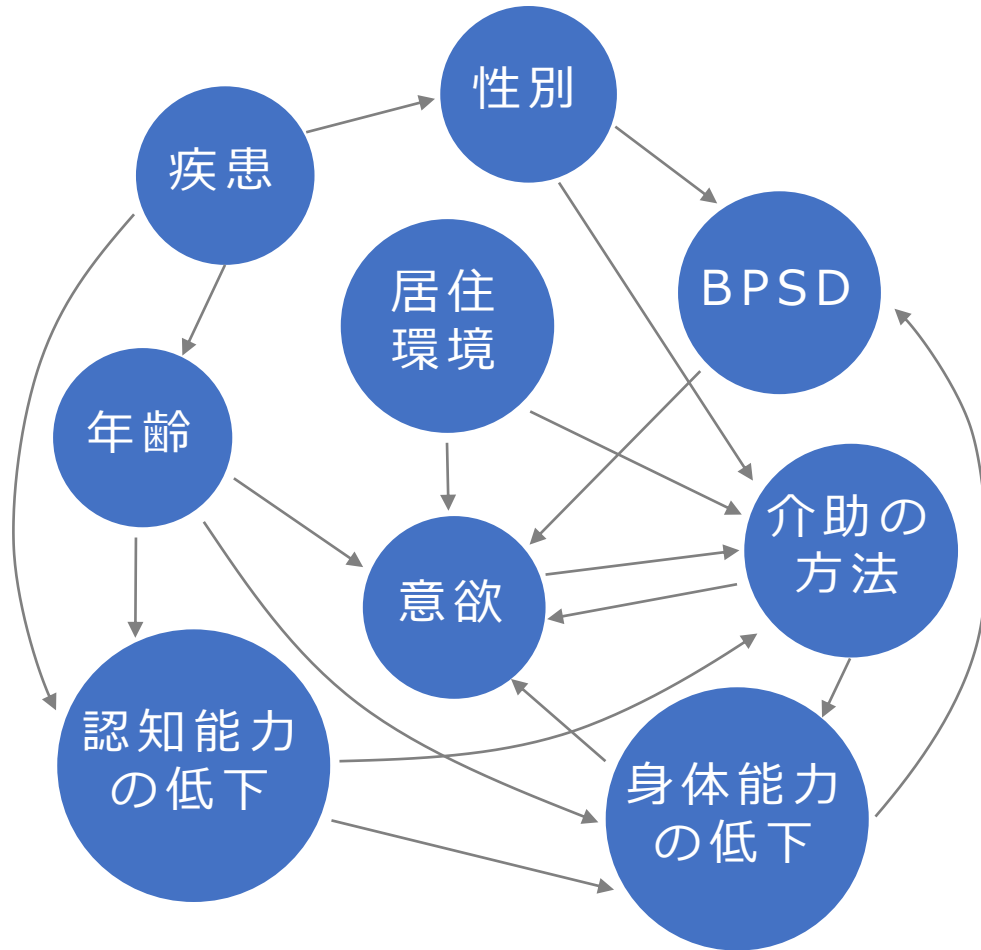 性別
疾患
居住
環境
BPSD
年齢
介助の
方法
意欲
認知能力
の低下
身体能力
の低下